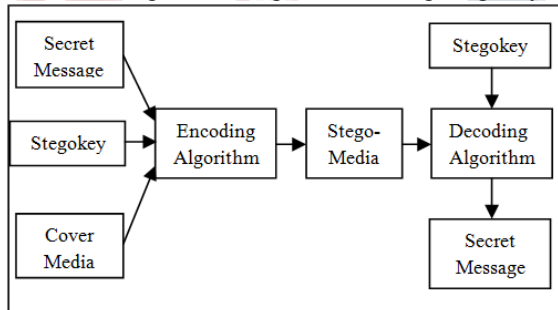 Secret
Message
Stegokey
Cover
Media
Encoding
Algorithm
Stego-
Media
Stegokey
Decoding
Algorithm
Secret
Message